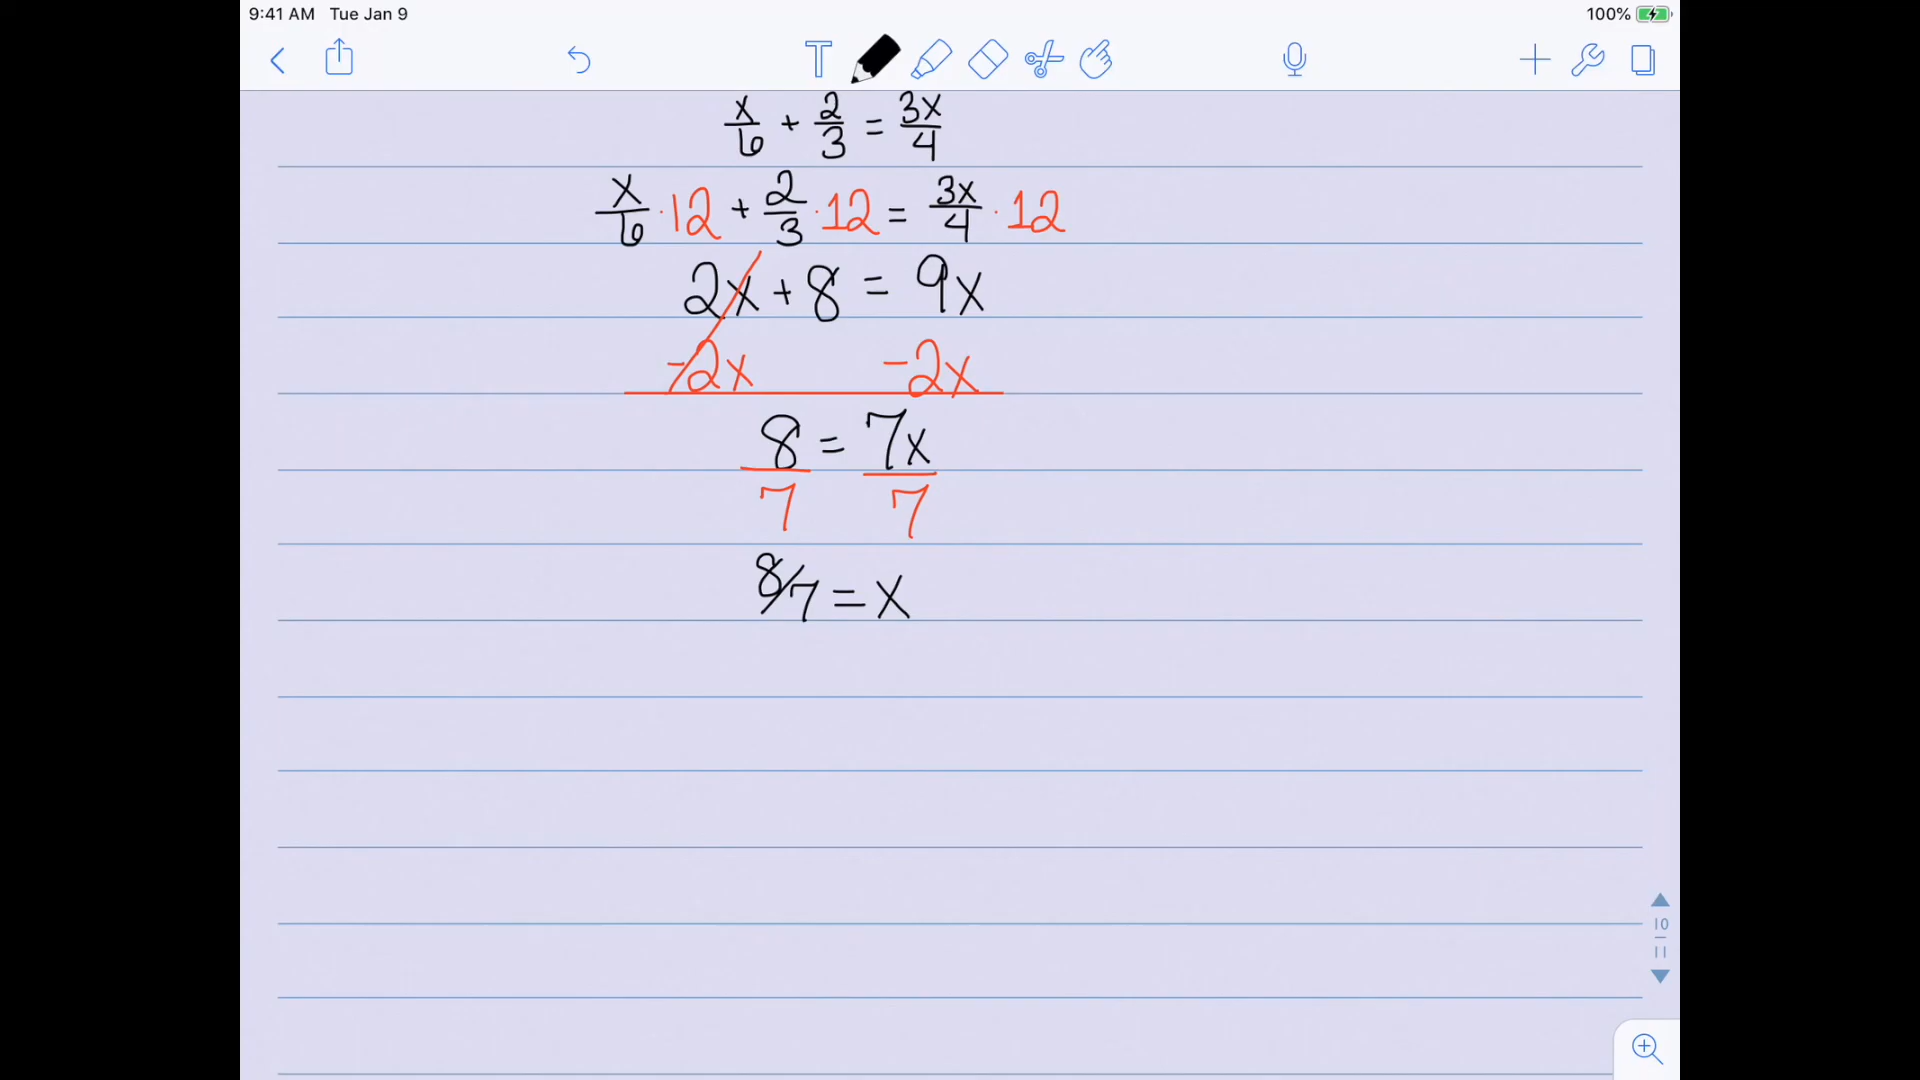 9:41 AM Tue Jan 9 100%
T
x/6 + 2/3 = 3x/4
x/6 · 12 + 2/3 · 12 = 3x/4 · 12
2x + 8 = 9x
-2x -2x
8 = 7x
7 7
8/7 = x
10
11